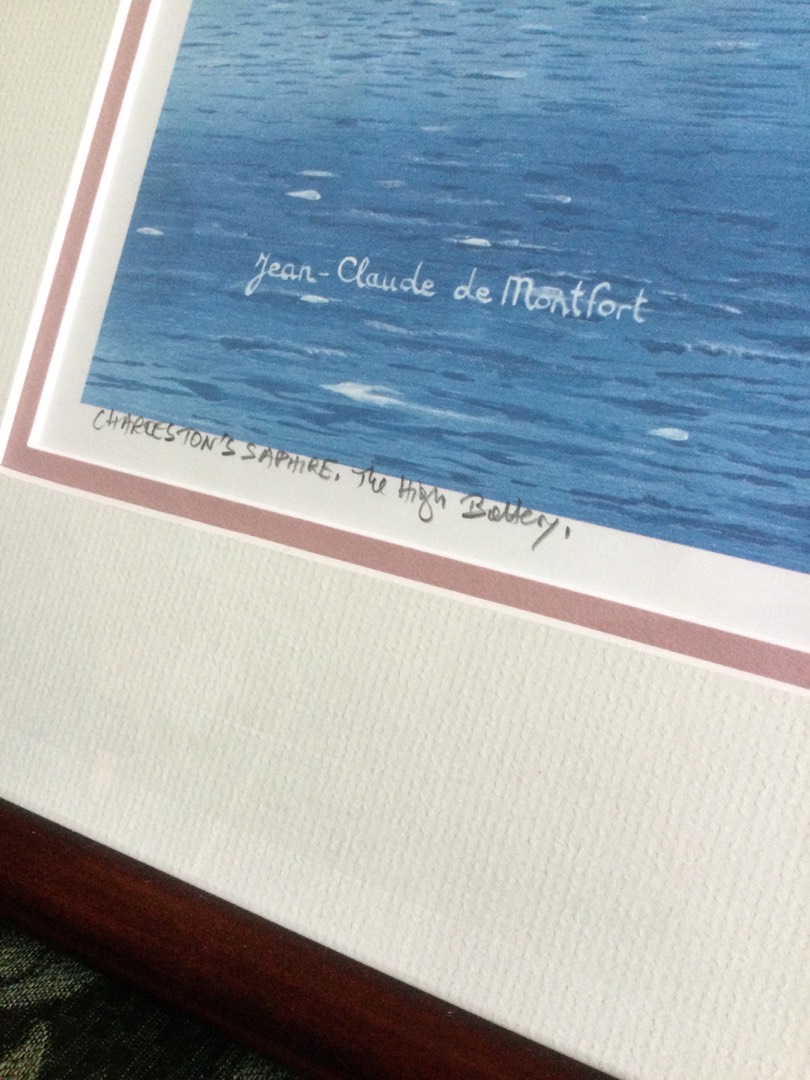 Jean-Claude de Montfort
CHARLESTON'S SAPHIRE. The High Battery.